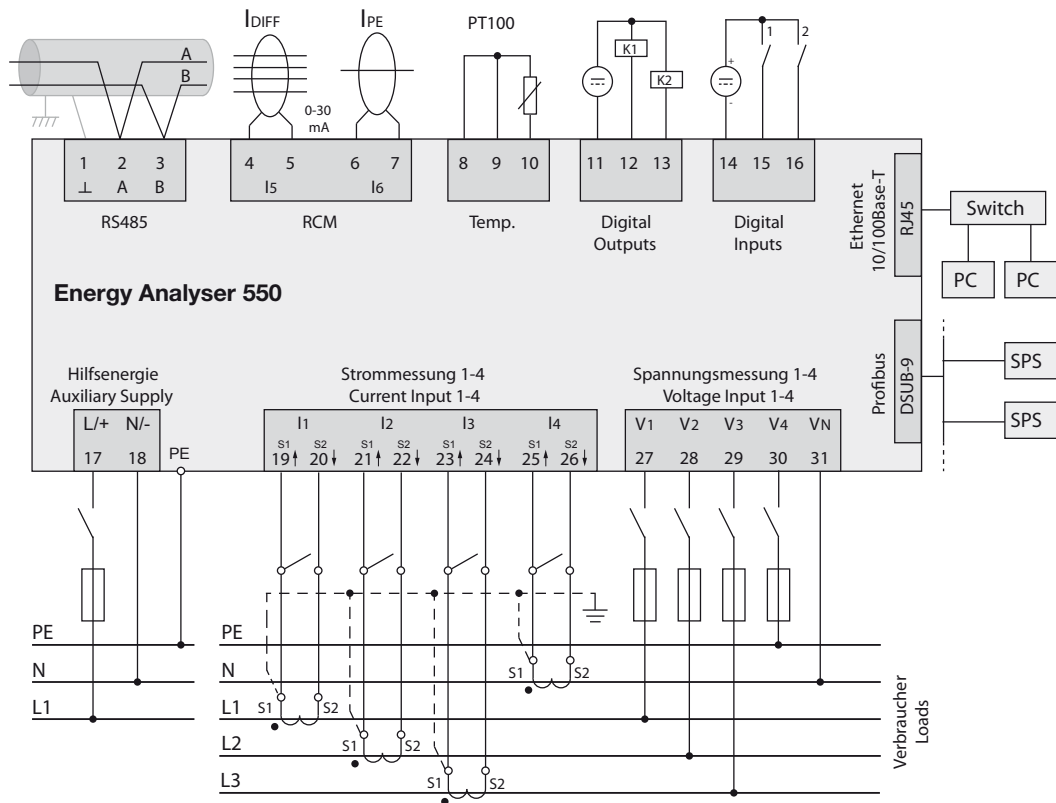 IDIFF
IPE
PT100
A
B
0-30
mA
K1
K2
+
-
1
2
1 2 3
⊥ A B
RS485
4 5 6 7
I5 I6
RCM
8 9 10
Temp.
11 12 13
Digital
Outputs
14 15 16
Digital
Inputs
Ethernet
10/100Base-T
RJ45
Switch
PC
PC
Energy Analyser 550
Profibus
DSUB-9
SPS
SPS
Hilfsenergie
Auxiliary Supply
L/+ N/-
17 18
PE
Strommessung 1-4
Current Input 1-4
I1 I2 I3 I4
S1 S2 S1 S2 S1 S2 S1 S2
19 20 21 22 23 24 25 26
Spannungsmessung 1-4
Voltage Input 1-4
V1 V2 V3 V4 VN
27 28 29 30 31
PE
N
L1
PE
N
L1
L2
L3
S1 S2
S1 S2
S1 S2
S1 S2
Verbraucher
Loads